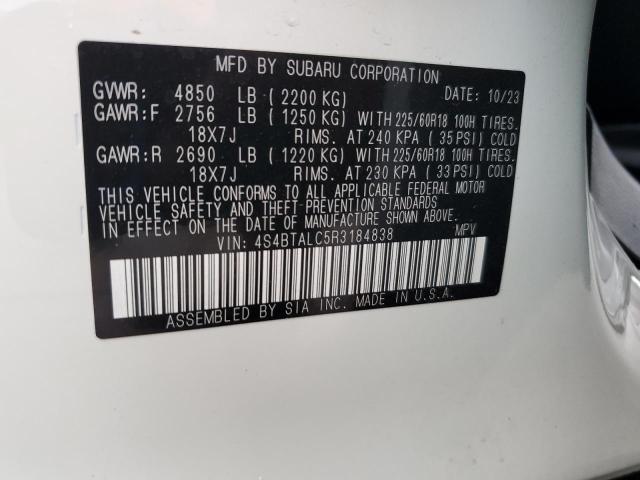 MFD BY SUBARU CORPORATION
GVWR: 4850 LB ( 2200 KG) DATE: 10/23
GAWR:F 2756 LB ( 1250 KG) WITH 225/60R18 100H TIRES.
18X7J RIMS. AT 240 KPA ( 35 PSI) COLD
GAWR:R 2690 LB ( 1220 KG) WITH 225/60R18 100H TIRES.
18X7J RIMS. AT 230 KPA ( 33 PSI) COLD
THIS VEHICLE CONFORMS TO ALL APPLICABLE FEDERAL MOTOR
VEHICLE SAFETY AND THEFT-PREVENTION STANDARDS
IN EFFECT ON THE DATE OF MANUFACTURE SHOWN ABOVE.
VIN: 4S4BTALC5R3184838 MPV
ASSEMBLED BY SIA INC. MADE IN U.S.A.